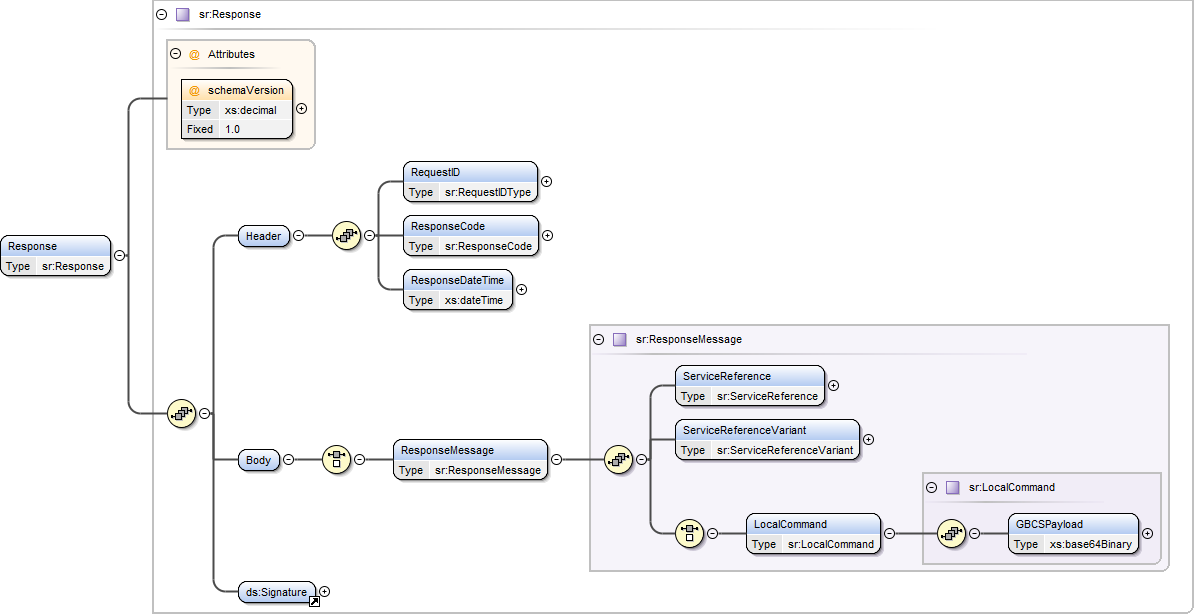 sr:Response
@ Attributes
@ schemaVersion
Type xs:decimal
Fixed 1.0
RequestID
Type sr:RequestIDType
ResponseCode
Type sr:ResponseCode
Header
Response
Type sr:Response
ResponseDateTime
Type xs:dateTime
sr:ResponseMessage
ServiceReference
Type sr:ServiceReference
ServiceReferenceVariant
Type sr:ServiceReferenceVariant
Body
ResponseMessage
Type sr:ResponseMessage
sr:LocalCommand
LocalCommand
Type sr:LocalCommand
GBCSPayload
Type xs:base64Binary
ds:Signature